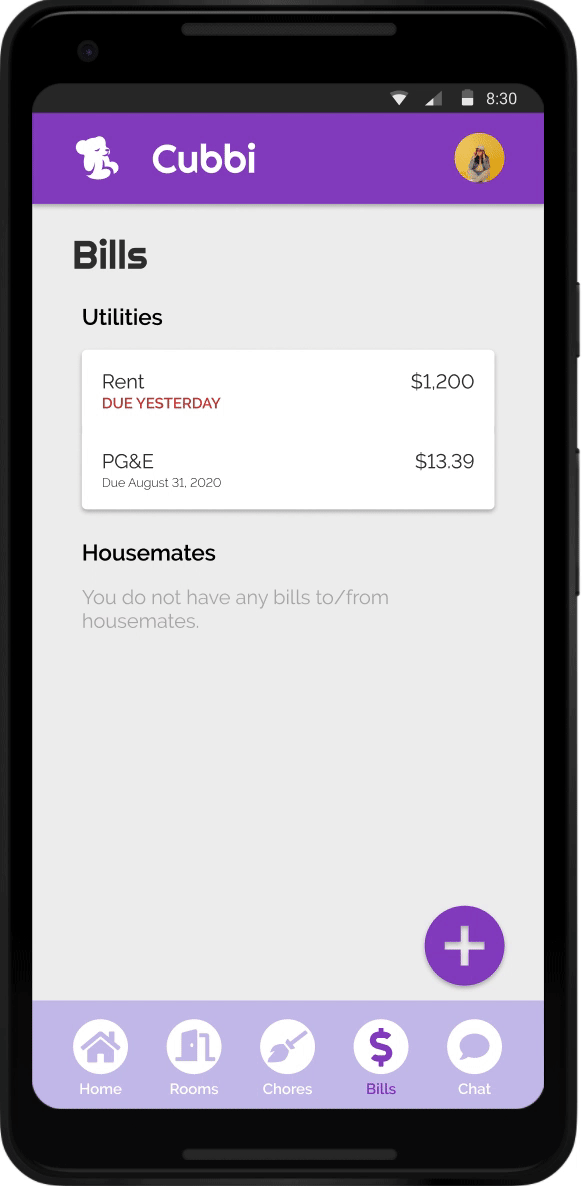 8:30
Cubbi
Bills
Utilities
Rent $1,200
DUE YESTERDAY
PG&E $13.39
Due August 31, 2020
Housemates
You do not have any bills to/from
housemates.
Home Rooms Chores Bills Chat